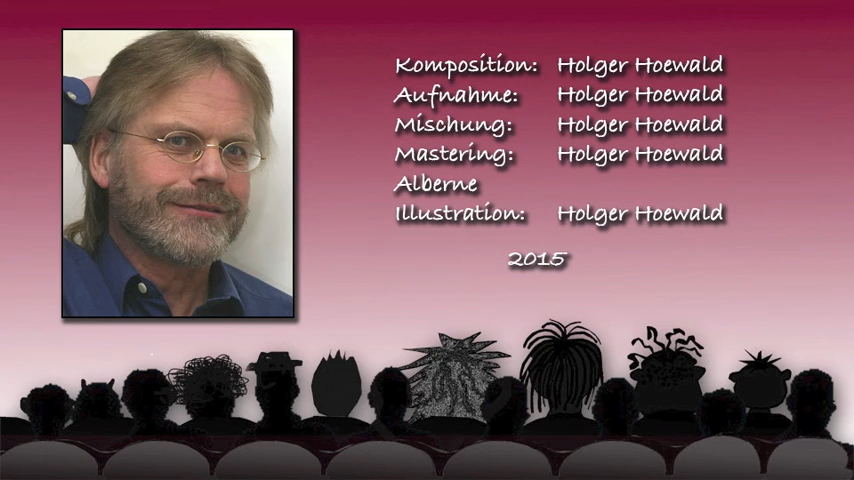 Komposition: Holger Hoewald
Aufnahme: Holger Hoewald
Mischung: Holger Hoewald
Mastering: Holger Hoewald
Alberne
Illustration: Holger Hoewald
2015